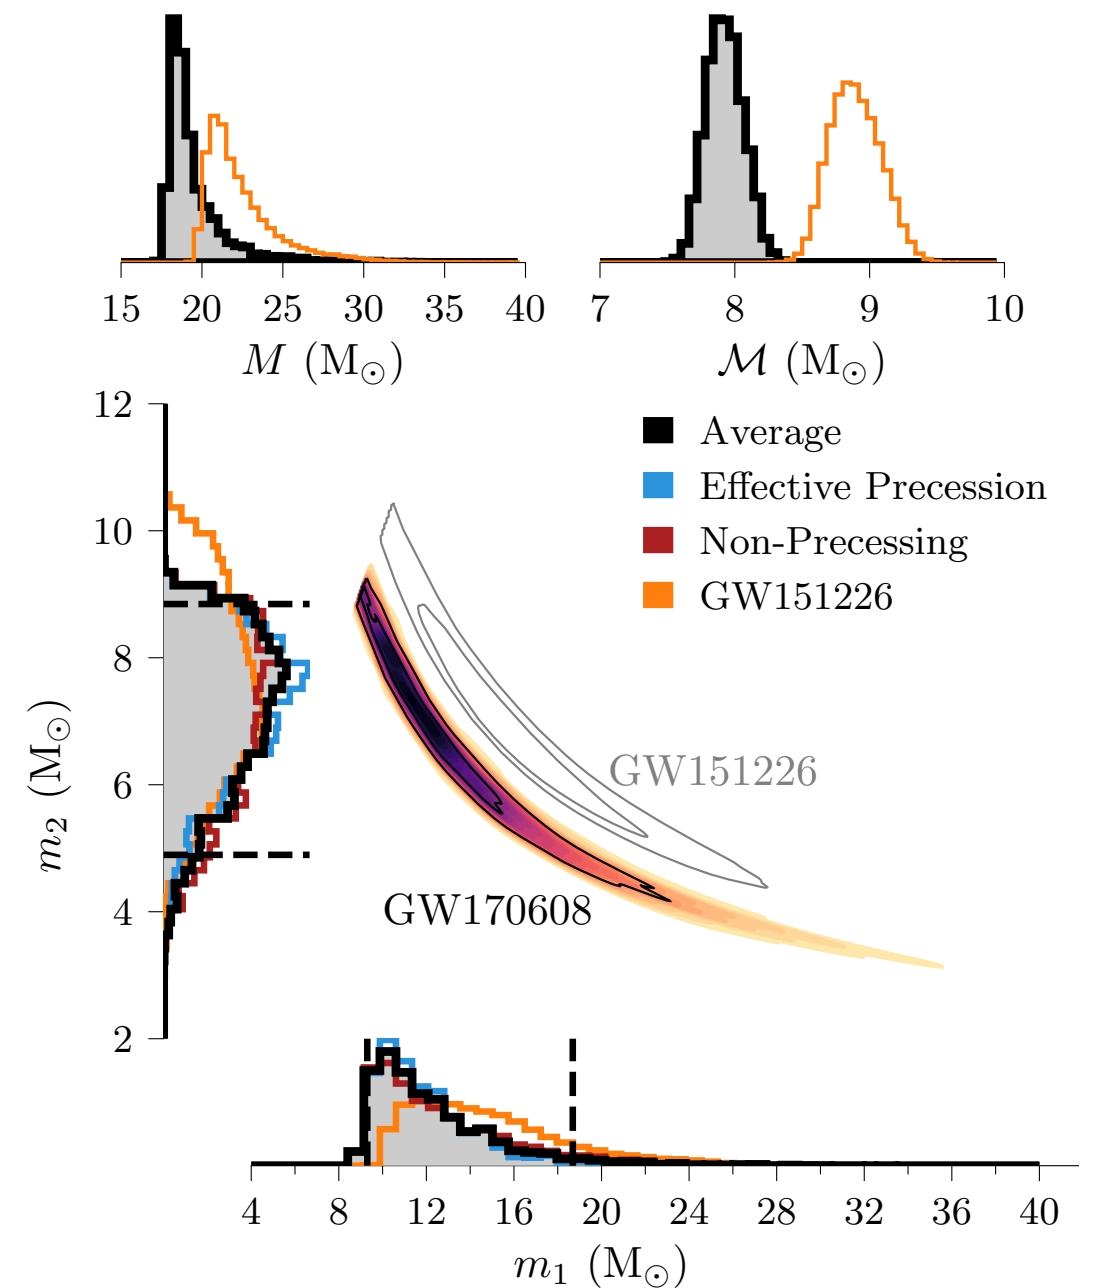 15 20 25 30 35 40
M (M⊙)
7 8 9 10
ℳ (M⊙)
12
10
8
6
4
2
m₂ (M⊙)
Average
Effective Precession
Non-Precessing
GW151226
GW151226
GW170608
4 8 12 16 20 24 28 32 36 40
m₁ (M⊙)